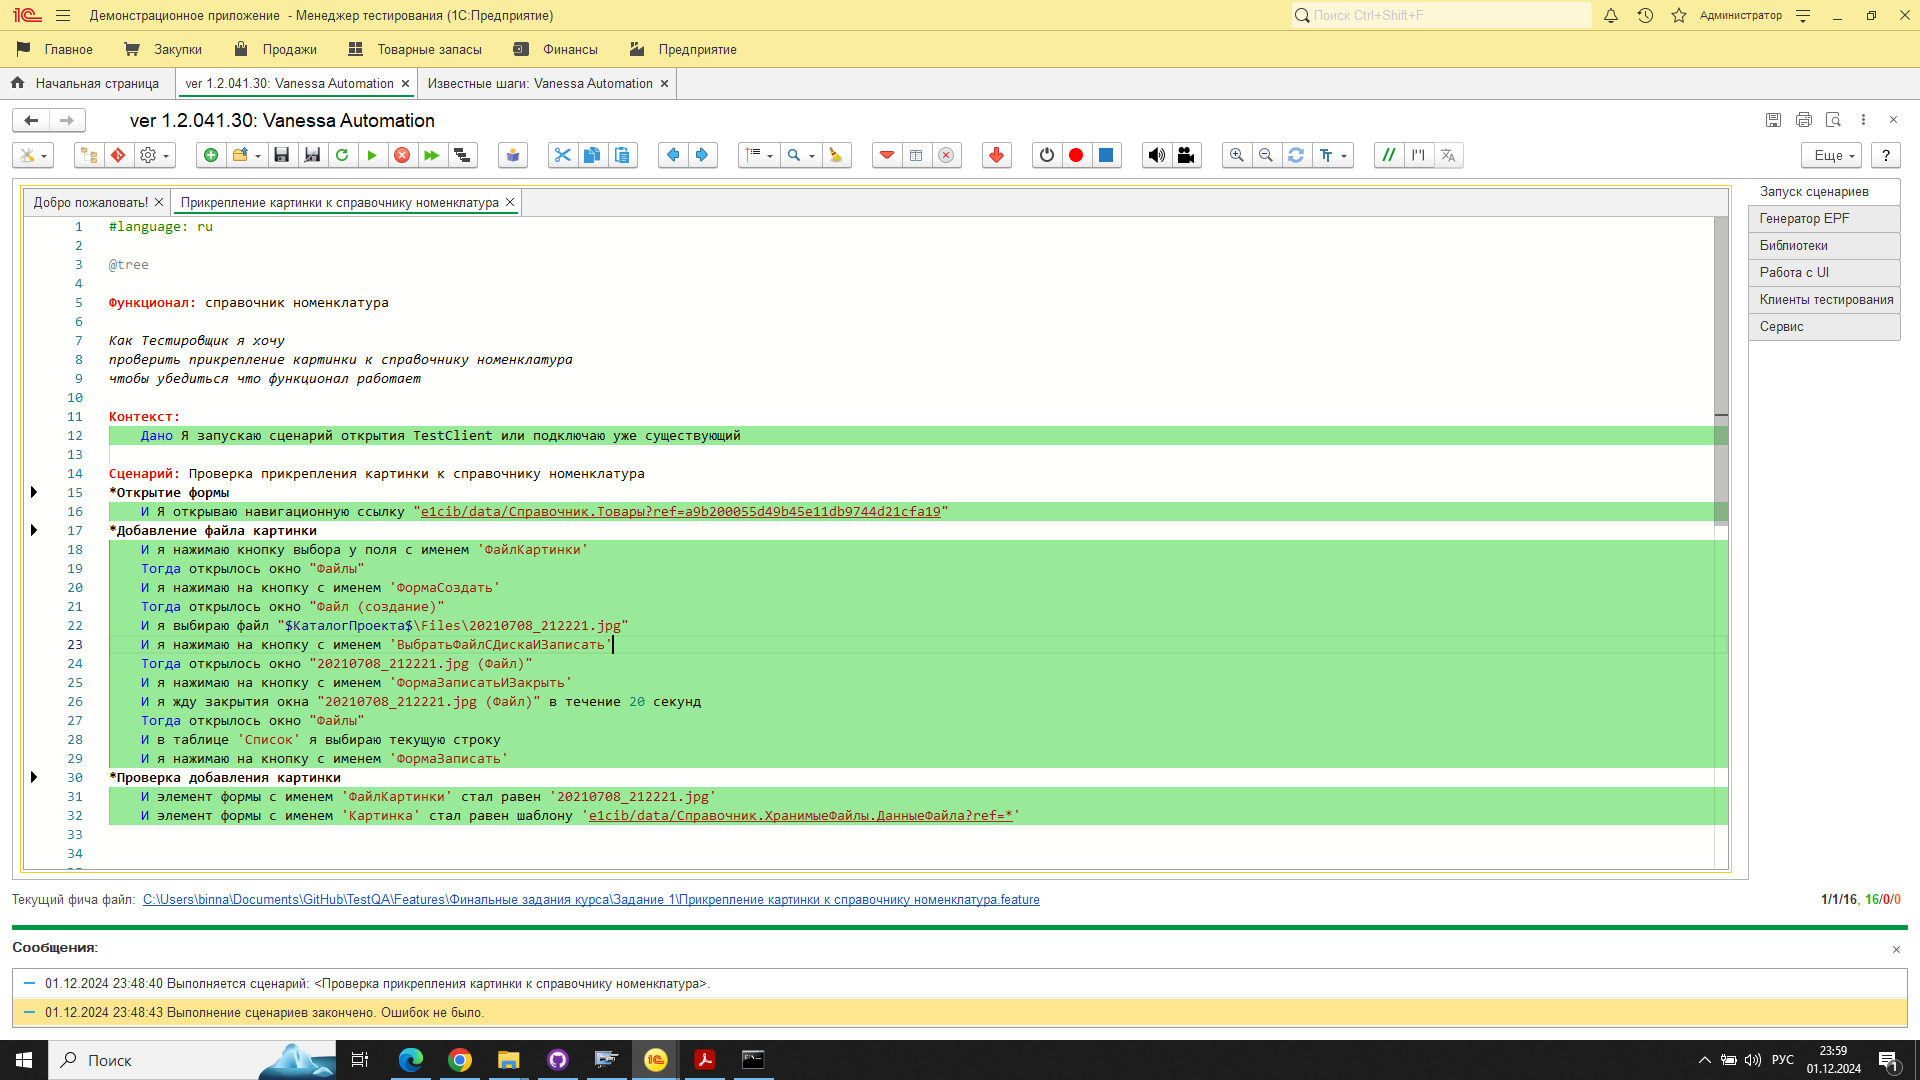 Демонстрационное приложение - Менеджер тестирования (1С:Предприятие)
Поиск Ctrl+Shift+F
Администратор
Главное
Закупки
Продажи
Товарные запасы
Финансы
Предприятие
Начальная страница
ver 1.2.041.30: Vanessa Automation
Известные шаги: Vanessa Automation
ver 1.2.041.30: Vanessa Automation
Еще
?
Добро пожаловать!
Прикрепление картинки к справочнику номенклатура
Запуск сценариев
Генератор EPF
Библиотеки
Работа с UI
Клиенты тестирования
Сервис
1 #language: ru
2
3 @tree
4
5 Функционал: справочник номенклатура
6
7 Как Тестировщик я хочу
8 проверить прикрепление картинки к справочнику номенклатура
9 чтобы убедиться что функционал работает
10
11 Контекст:
12 Дано Я запускаю сценарий открытия TestClient или подключаю уже существующий
13
14 Сценарий: Проверка прикрепления картинки к справочнику номенклатура
15 *Открытие формы
16 И Я открываю навигационную ссылку "e1cib/data/Справочник.Товары?ref=a9b200055d49b45e11db9744d21cfa19"
17 *Добавление файла картинки
18 И я нажимаю кнопку выбора у поля с именем 'ФайлКартинки'
19 Тогда открылось окно "Файлы"
20 И я нажимаю на кнопку с именем 'ФормаСоздать'
21 Тогда открылось окно "Файл (создание)"
22 И я выбираю файл "$КаталогПроекта$\Files\20210708_212221.jpg"
23 И я нажимаю на кнопку с именем 'ВыбратьФайлСДискаИЗаписать'
24 Тогда открылось окно "20210708_212221.jpg (Файл)"
25 И я нажимаю на кнопку с именем 'ФормаЗаписатьИЗакрыть'
26 И я жду закрытия окна "20210708_212221.jpg (Файл)" в течение 20 секунд
27 Тогда открылось окно "Файлы"
28 И в таблице 'Список' я выбираю текущую строку
29 И я нажимаю на кнопку с именем 'ФормаЗаписать'
30 *Проверка добавления картинки
31 И элемент формы с именем 'ФайлКартинки' стал равен '20210708_212221.jpg'
32 И элемент формы с именем 'Картинка' стал равен шаблону 'e1cib/data/Справочник.ХранимыеФайлы.ДанныеФайла?ref=*'
33
34
Текущий фича файл: C:\Users\binna\Documents\GitHub\TestQA\Features\Финальные задания курса\Задание 1\Прикрепление картинки к справочнику номенклатура.feature
1/1/16, 16/0/0
Сообщения:
01.12.2024 23:48:40 Выполняется сценарий: <Проверка прикрепления картинки к справочнику номенклатура>.
01.12.2024 23:48:43 Выполнение сценариев закончено. Ошибок не было.
Поиск
РУС
23:59
01.12.2024
1